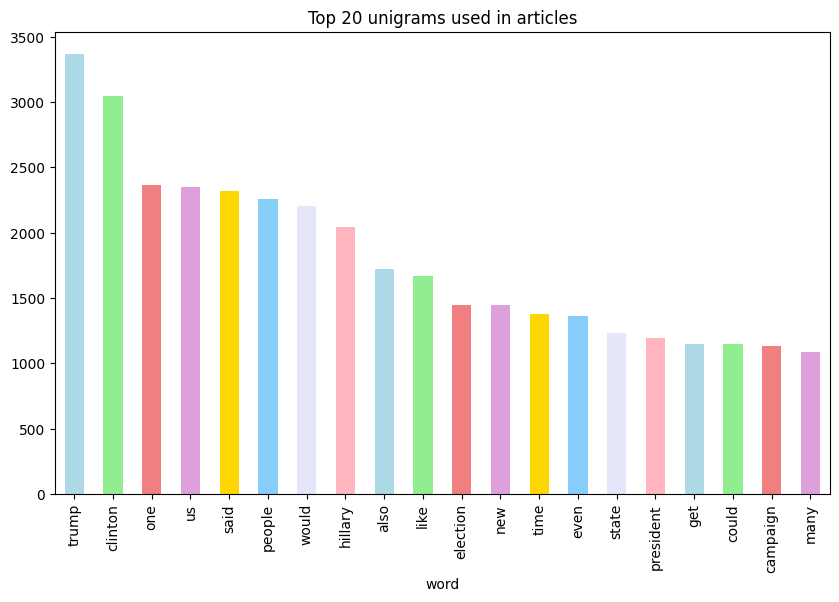 Top 20 unigrams used in articles
3500
3000
2500
2000
1500
1000
500
0
trump
clinton
one
us
said
people
would
hillary
also
like
election
new
time
even
state
president
get
could
campaign
many
word